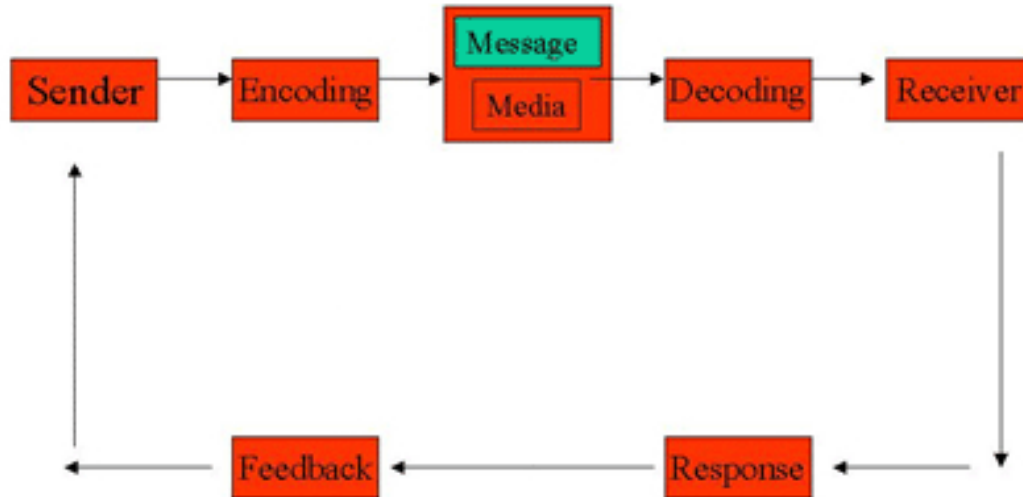 Sender
Encoding
Message
Media
Decoding
Receiver
Feedback
Response